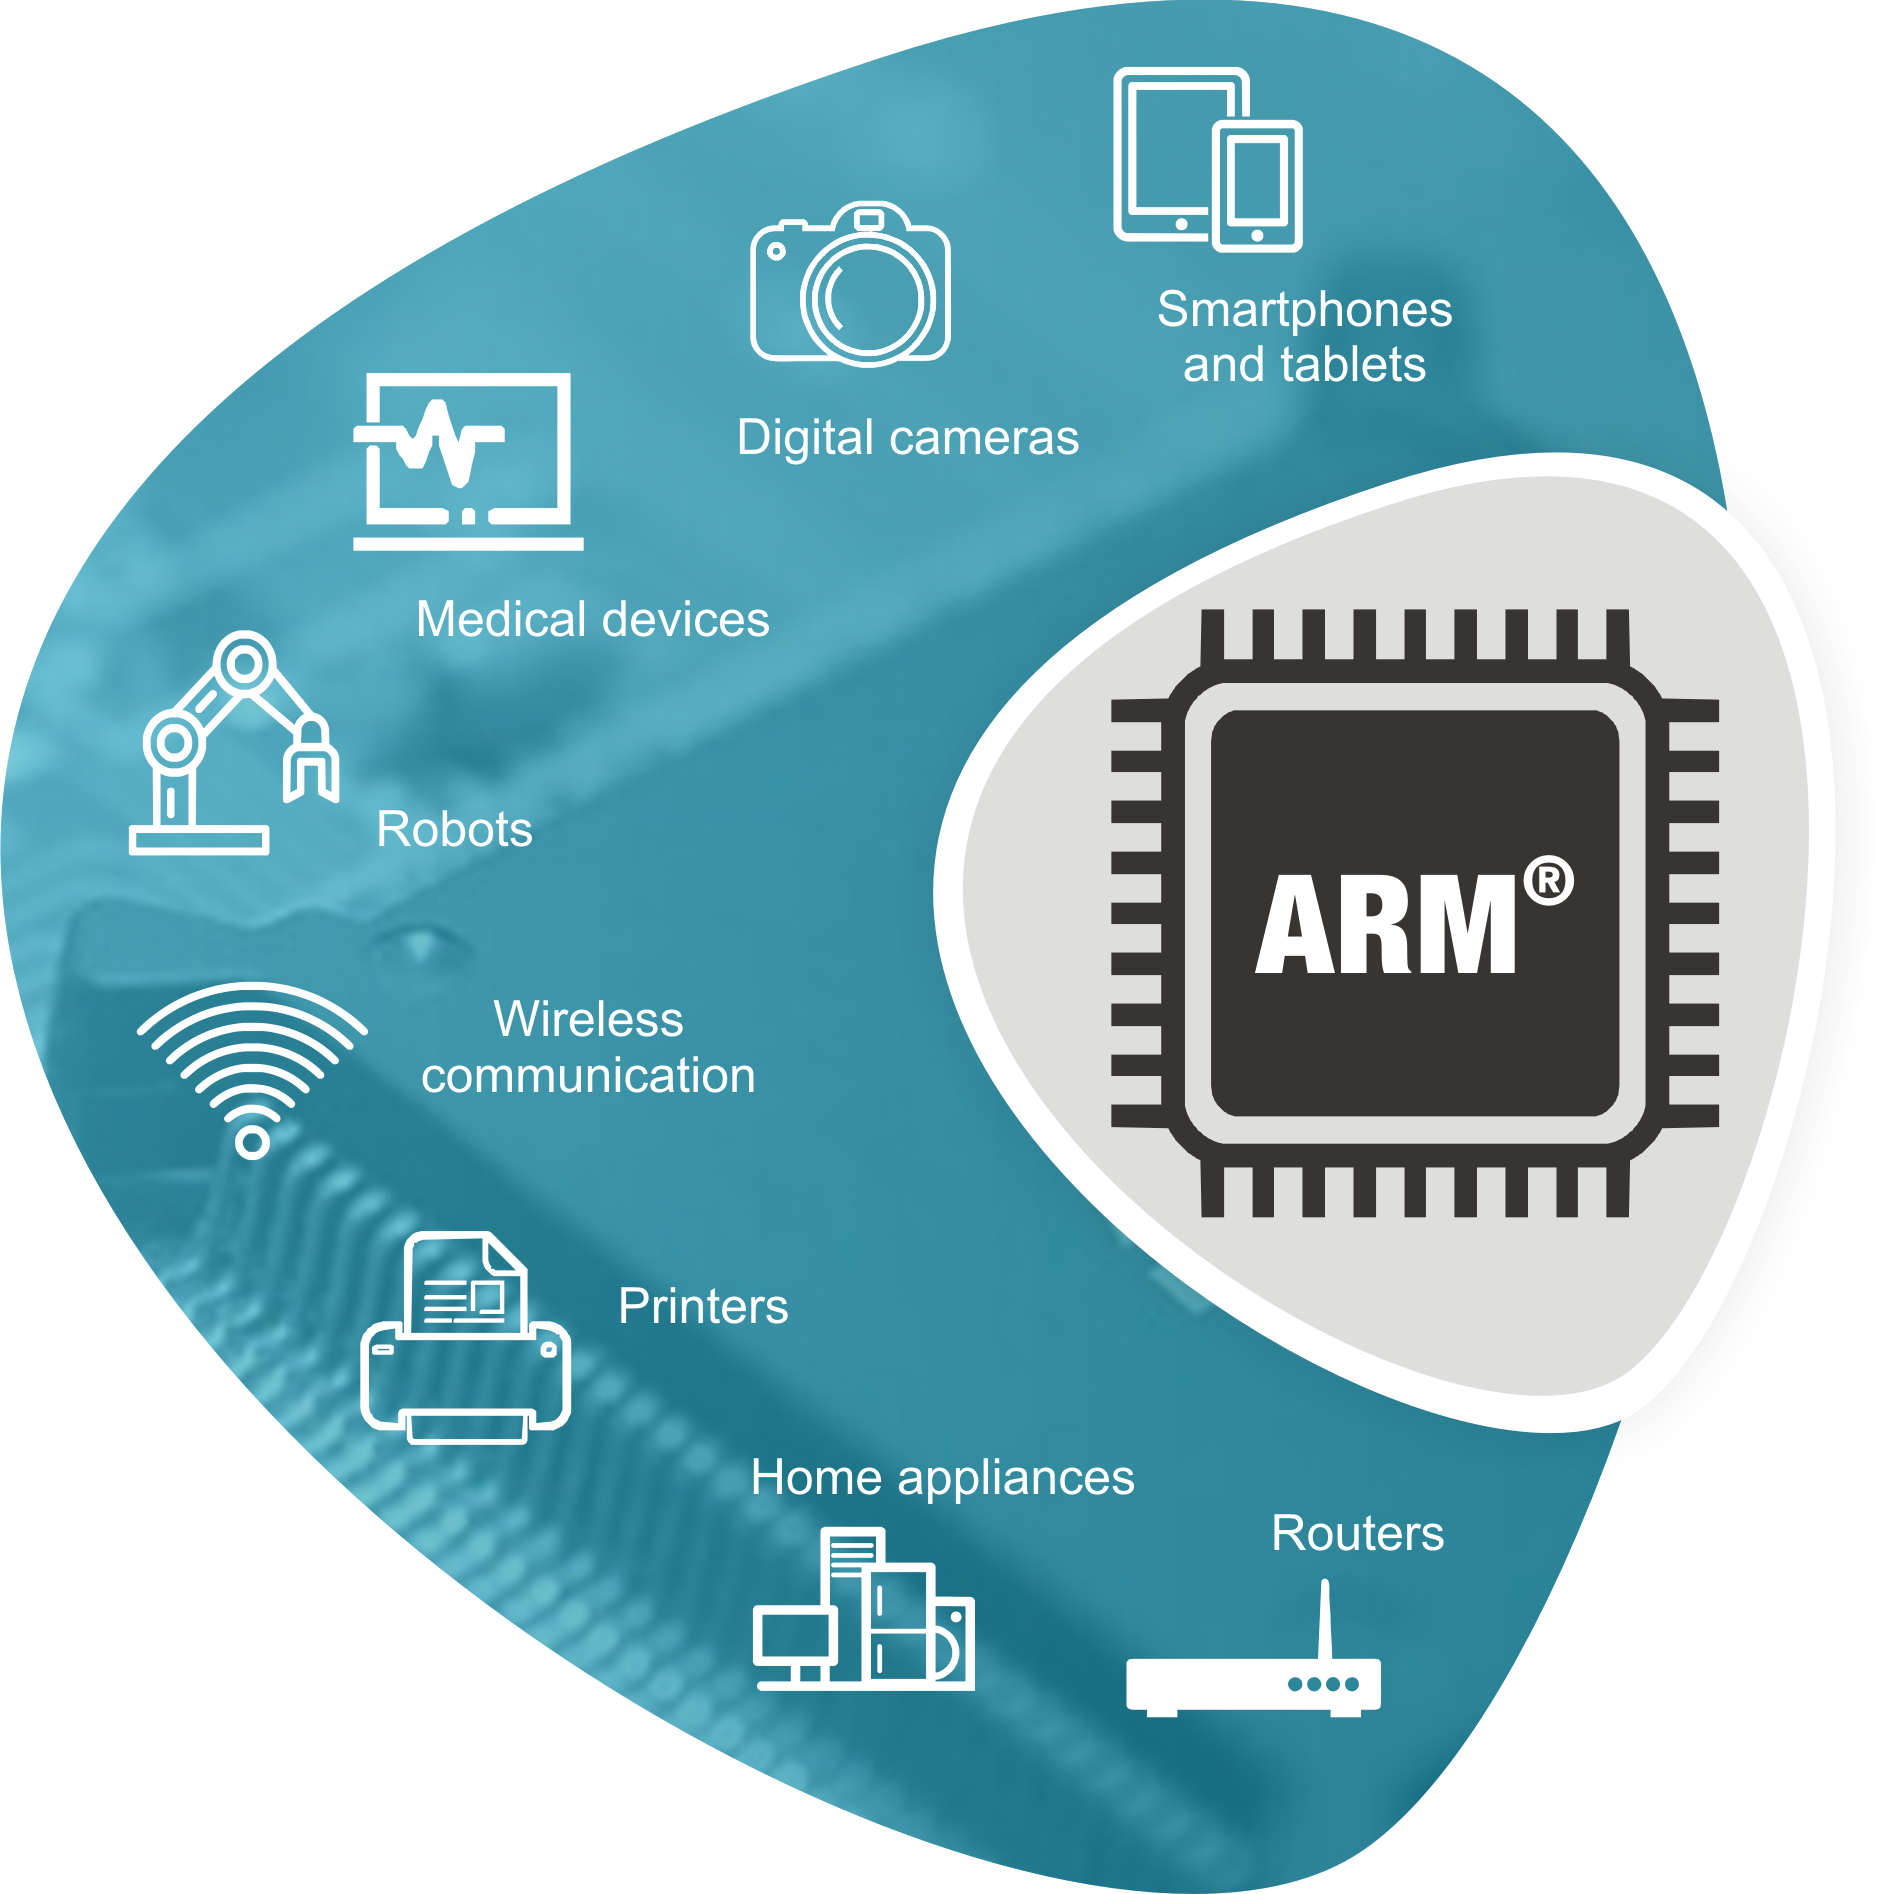 Smartphones
and tablets
Digital cameras
Medical devices
Robots
ARM®
Wireless
communication
Printers
Home appliances
Routers